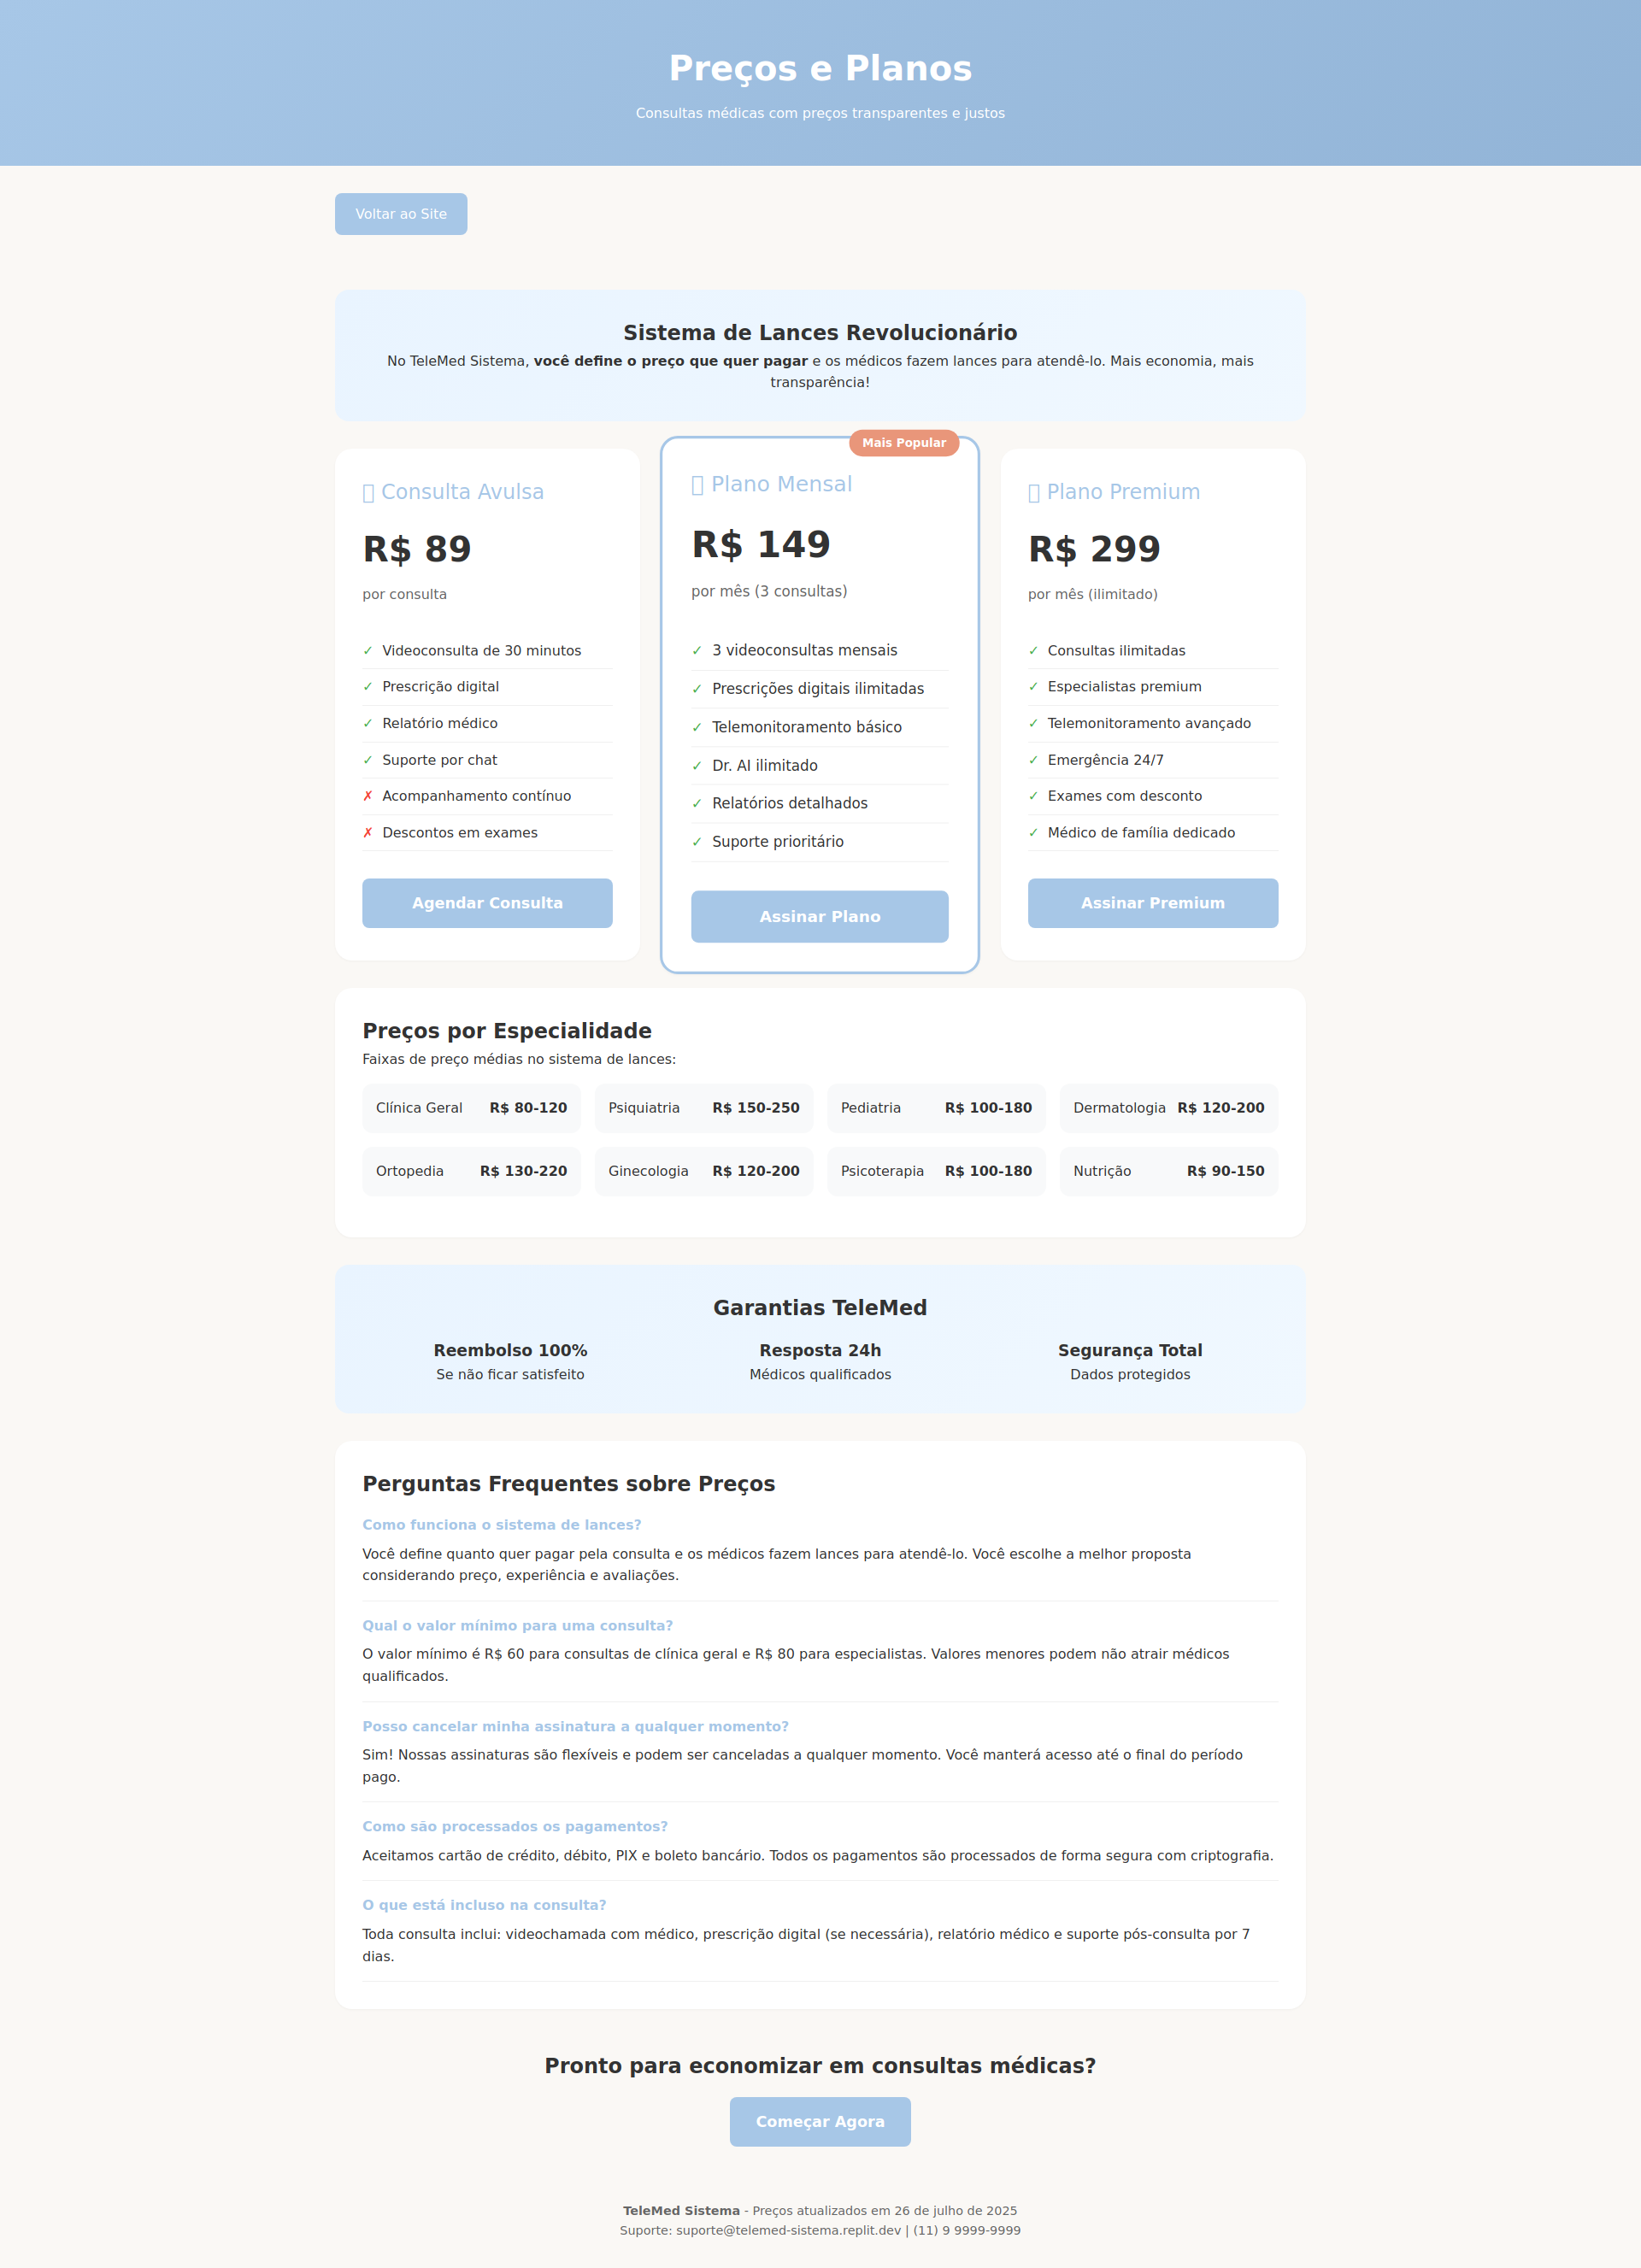 Preços e Planos
Consultas médicas com preços transparentes e justos
Voltar ao Site
Sistema de Lances Revolucionário
No TeleMed Sistema, você define o preço que quer pagar e os médicos fazem lances para atendê-lo. Mais economia, mais
transparência!
Consulta Avulsa
R$ 89
por consulta
✓ Videoconsulta de 30 minutos
✓ Prescrição digital
✓ Relatório médico
✓ Suporte por chat
✗ Acompanhamento contínuo
✗ Descontos em exames
Agendar Consulta
Mais Popular
Plano Mensal
R$ 149
por mês (3 consultas)
✓ 3 videoconsultas mensais
✓ Prescrições digitais ilimitadas
✓ Telemonitoramento básico
✓ Dr. AI ilimitado
✓ Relatórios detalhados
✓ Suporte prioritário
Assinar Plano
Plano Premium
R$ 299
por mês (ilimitado)
✓ Consultas ilimitadas
✓ Especialistas premium
✓ Telemonitoramento avançado
✓ Emergência 24/7
✓ Exames com desconto
✓ Médico de família dedicado
Assinar Premium
Preços por Especialidade
Faixas de preço médias no sistema de lances:
Clínica Geral R$ 80-120
Psiquiatria R$ 150-250
Pediatria R$ 100-180
Dermatologia R$ 120-200
Ortopedia R$ 130-220
Ginecologia R$ 120-200
Psicoterapia R$ 100-180
Nutrição R$ 90-150
Garantias TeleMed
Reembolso 100%
Se não ficar satisfeito
Resposta 24h
Médicos qualificados
Segurança Total
Dados protegidos
Perguntas Frequentes sobre Preços
Como funciona o sistema de lances?
Você define quanto quer pagar pela consulta e os médicos fazem lances para atendê-lo. Você escolhe a melhor proposta
considerando preço, experiência e avaliações.
Qual o valor mínimo para uma consulta?
O valor mínimo é R$ 60 para consultas de clínica geral e R$ 80 para especialistas. Valores menores podem não atrair médicos
qualificados.
Posso cancelar minha assinatura a qualquer momento?
Sim! Nossas assinaturas são flexíveis e podem ser canceladas a qualquer momento. Você manterá acesso até o final do período
pago.
Como são processados os pagamentos?
Aceitamos cartão de crédito, débito, PIX e boleto bancário. Todos os pagamentos são processados de forma segura com criptografia.
O que está incluso na consulta?
Toda consulta inclui: videochamada com médico, prescrição digital (se necessária), relatório médico e suporte pós-consulta por 7
dias.
Pronto para economizar em consultas médicas?
Começar Agora
TeleMed Sistema - Preços atualizados em 26 de julho de 2025
Suporte: suporte@telemed-sistema.replit.dev | (11) 9 9999-9999